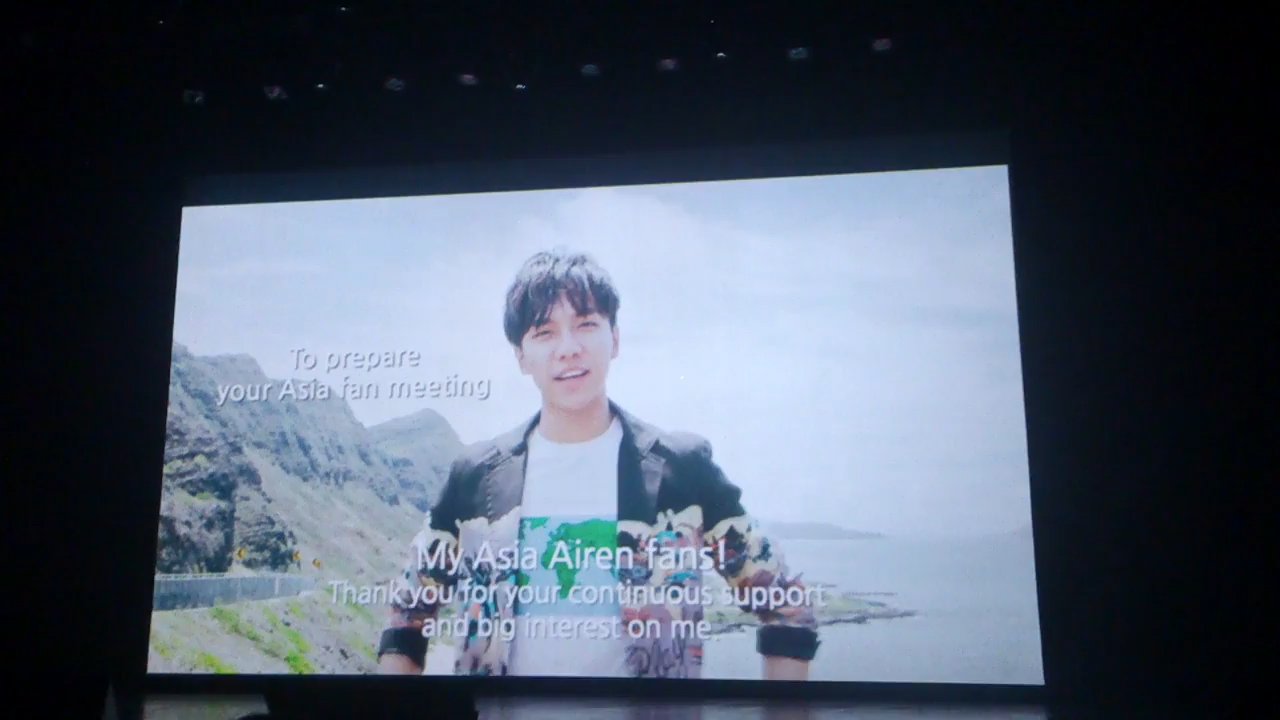 To prepare
your Asia fan meeting
My Asia Airen fans!
Thank you for your continuous support
and big interest on me.